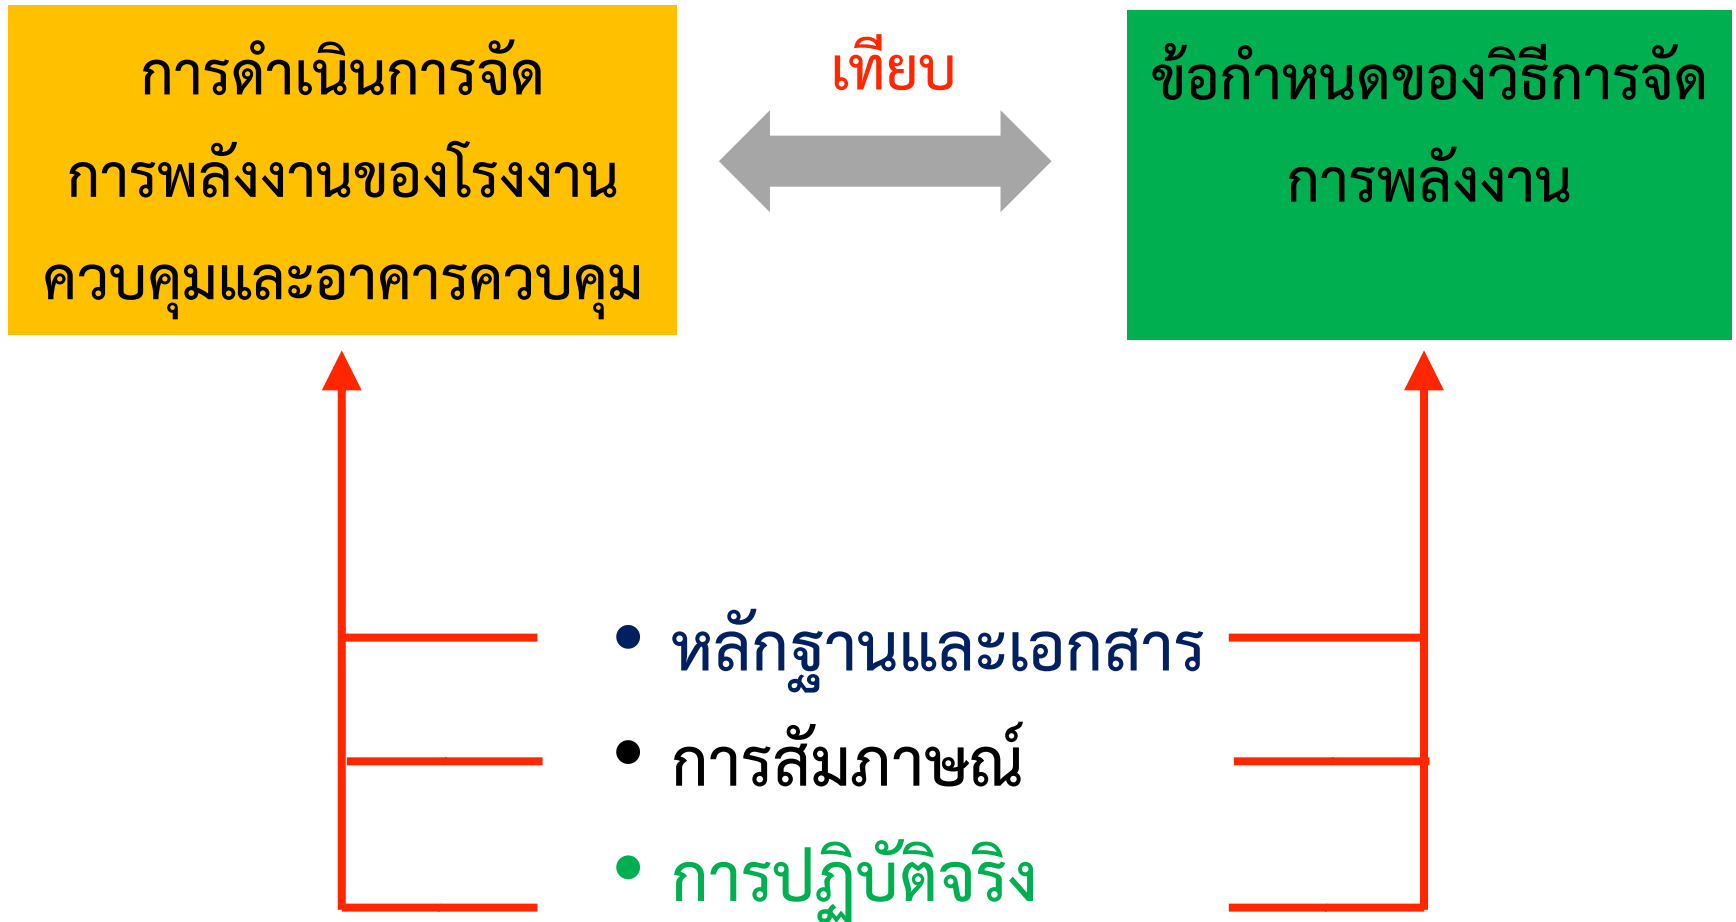 การดำเนินการจัด
การพลังงานของโรงงาน
ควบคุมและอาคารควบคุม
เทียบ
ข้อกำหนดของวิธีการจัด
การพลังงาน
• หลักฐานและเอกสาร
• การสัมภาษณ์
• การปฏิบัติจริง